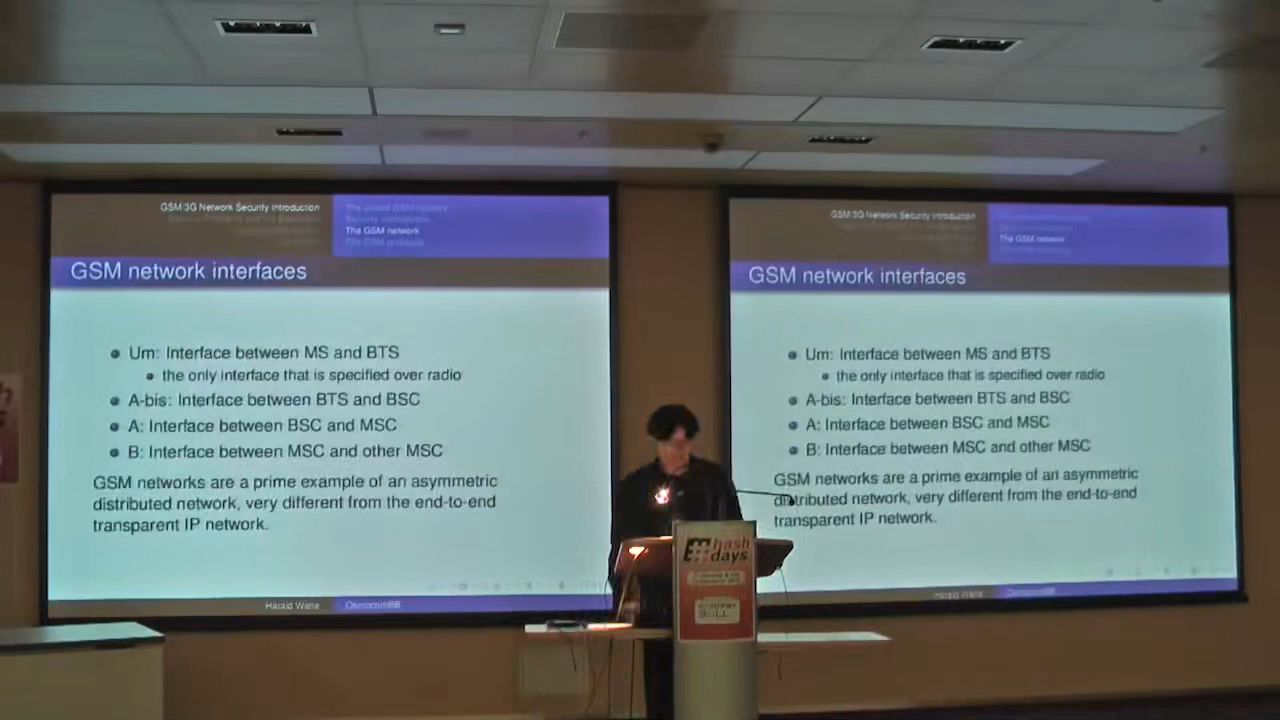 GSM/3G Network Security Introduction
The GSM network
GSM network interfaces
Um: Interface between MS and BTS
the only interface that is specified over radio
A-bis: Interface between BTS and BSC
A: Interface between BSC and MSC
B: Interface between MSC and other MSC
GSM networks are a prime example of an asymmetric
distributed network, very different from the end-to-end
transparent IP network.
Harald Welte
OsmocomBB
GSM/3G Network Security Introduction
The GSM network
GSM network interfaces
Um: Interface between MS and BTS
the only interface that is specified over radio
A-bis: Interface between BTS and BSC
A: Interface between BSC and MSC
B: Interface between MSC and other MSC
GSM networks are a prime example of an asymmetric
distributed network, very different from the end-to-end
transparent IP network.
Harald Welte
OsmocomBB
hash
days